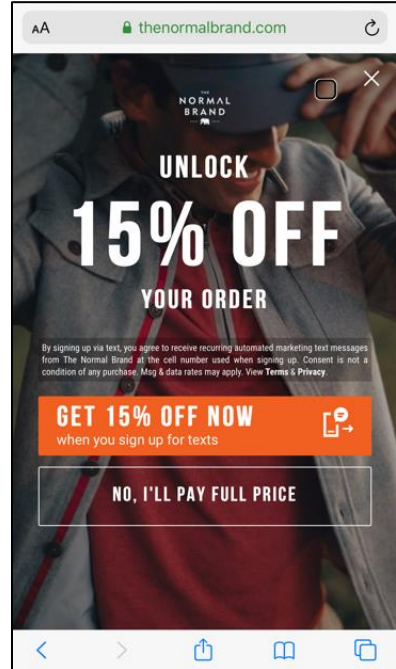 AA
thenormalbrand.com
THE
NORMAL
BRAND
UNLOCK
15% OFF
YOUR ORDER
By signing up via text, you agree to receive recurring automated marketing text messages
from The Normal Brand at the cell number used when signing up. Consent is not a
condition of any purchase. Msg & data rates may apply. View Terms & Privacy.
GET 15% OFF NOW
when you sign up for texts
NO, I'LL PAY FULL PRICE